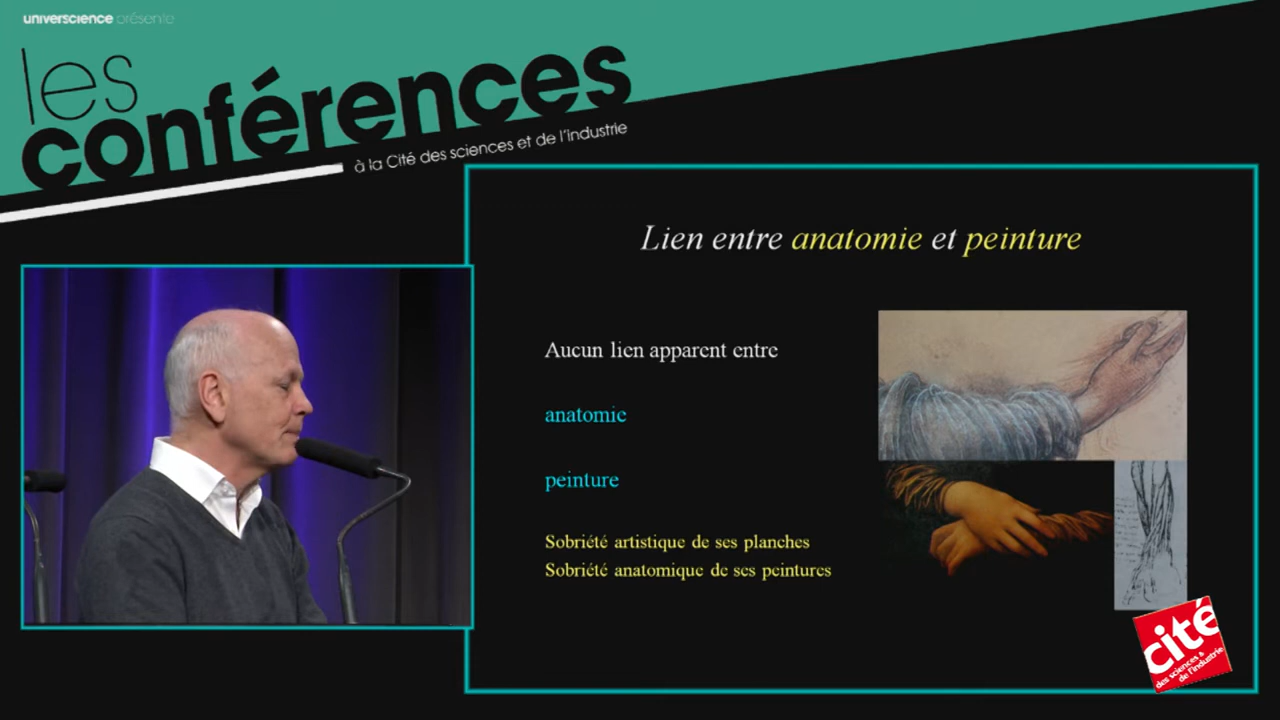 universcience présente
les
conférences
à la Cité des sciences et de l'industrie
Lien entre anatomie et peinture
Aucun lien apparent entre
anatomie
peinture
Sobriété artistique de ses planches
Sobriété anatomique de ses peintures
cité
des sciences &
de l'industrie